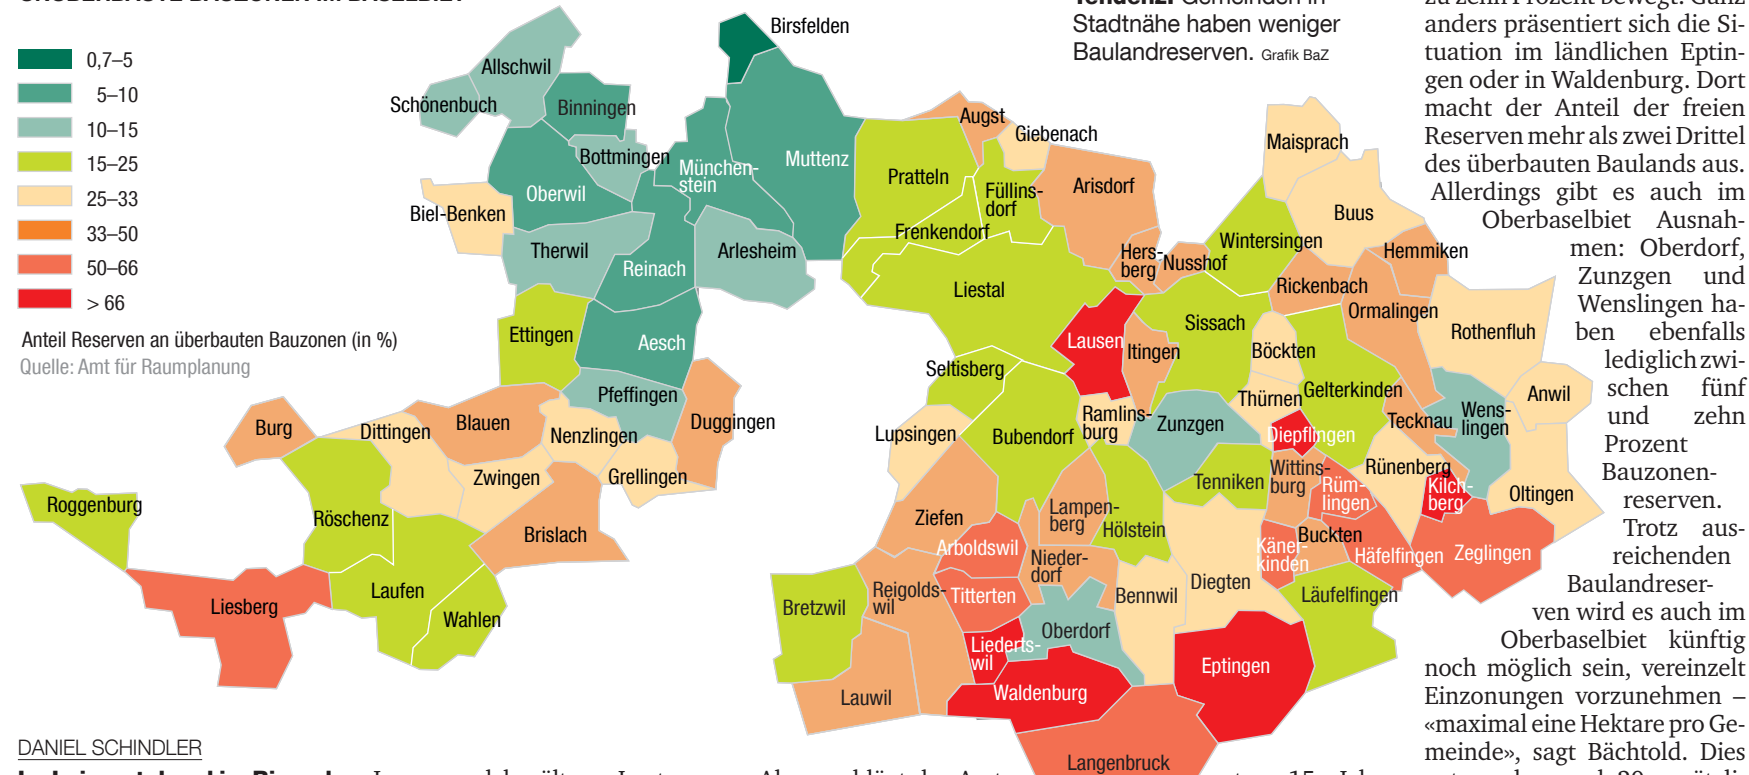 Tendenz. Gemeinden in
Stadtnähe haben weniger
Baulandreserven. Grafik BaZ
0,7–5
5–10
10–15
15–25
25–33
33–50
50–66
> 66
Anteil Reserven an überbauten Bauzonen (in %)
Quelle: Amt für Raumplanung
Birsfelden
Allschwil
Schönenbuch
Binningen
Bottmingen
München-
stein
Muttenz
Oberwil
Biel-Benken
Therwil
Reinach
Arlesheim
Ettingen
Aesch
Pfeffingen
Duggingen
Burg
Dittingen
Blauen
Nenzlingen
Zwingen
Grellingen
Roggenburg
Röschenz
Brislach
Liesberg
Laufen
Wahlen
Augst
Giebenach
Pratteln
Füllins-
dorf
Arisdorf
Frenkendorf
Hers-
berg
Nusshof
Maisprach
Buus
Wintersingen
Hemmiken
Rickenbach
Ormalingen
Rothenfluh
Liestal
Lausen
Itingen
Sissach
Böckten
Gelterkinden
Thürnen
Seltisberg
Lupsingen
Bubendorf
Ramlins-
burg
Zunzgen
Diepflingen
Tecknau
Wens-
lingen
Anwil
Rünenberg
Kilch-
berg
Oltingen
Tenniken
Wittins-
burg
Rüm-
lingen
Ziefen
Lampen-
berg
Hölstein
Arboldswil
Nieder-
dorf
Käner-
kinden
Buckten
Häfelfingen
Zeglingen
Bretzwil
Reigolds-
wil
Titterten
Bennwil
Diegten
Läufelfingen
Oberdorf
Liederts-
wil
Waldenburg
Eptingen
Lauwil
Langenbruck
DANIEL SCHINDLER
zu zehn Prozent bewegt. Ganz
anders präsentiert sich die Si-
tuation im ländlichen Eptin-
gen oder in Waldenburg. Dort
macht der Anteil der freien
Reserven mehr als zwei Drittel
des überbauten Baulands aus.
Allerdings gibt es auch im
Oberbaselbiet Ausnah-
men: Oberdorf,
Zunzgen und
Wenslingen ha-
ben ebenfalls
lediglich zwi-
schen fünf
und zehn
Prozent
Bauzonen-
reserven.
Trotz aus-
reichenden
Baulandreser-
ven wird es auch im
Oberbaselbiet künftig
noch möglich sein, vereinzelt
Einzonungen vorzunehmen –
«maximal eine Hektare pro Ge-
meinde», sagt Bächtold. Dies